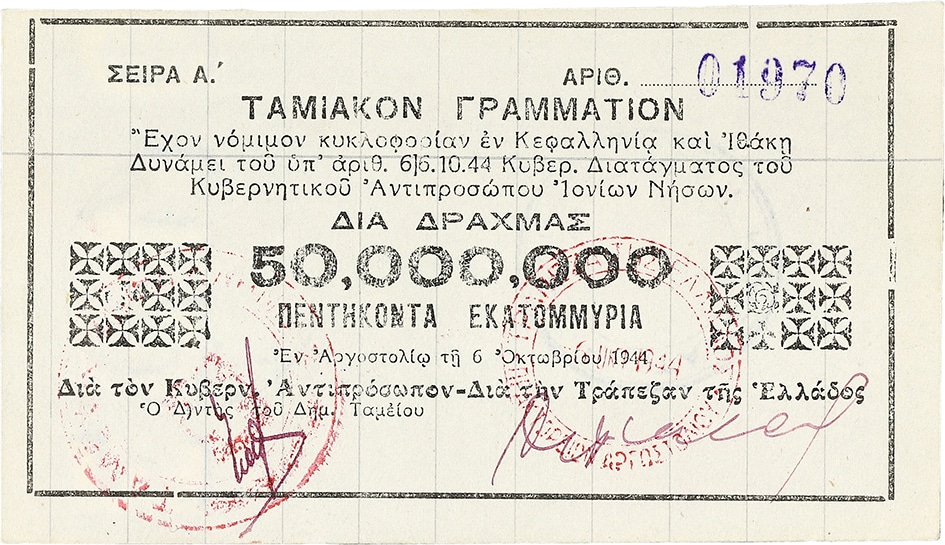 ΣΕΙΡΑ Α.΄ ΑΡΙΘ. 01970
ΤΑΜΙΑΚΟΝ ΓΡΑΜΜΑΤΙΟΝ
Ἔχον νόμιμον κυκλοφορίαν ἐν Κεφαλληνίᾳ καὶ Ἰθάκῃ
Δυνάμει τοῦ ὑπ' ἀριθ. 6)6.10.44 Κυβερ. Διατάγματος τοῦ
Κυβερνητικοῦ Ἀντιπροσώπου Ἰονίων Νήσων.
ΔΙΑ ΔΡΑΧΜΑΣ
50,000,000
ΠΕΝΤΗΚΟΝΤΑ ΕΚΑΤΟΜΜΥΡΙΑ
Ἐν Ἀργοστολίῳ τῇ 6 Ὀκτωβρίου 1944
Διὰ τὸν Κυβερν. Ἀντιπρόσωπον-Διὰ τὴν Τράπεζαν τῆς Ἑλλάδος
Ὁ Δ)ντὴς τοῦ Δημ. Ταμείου